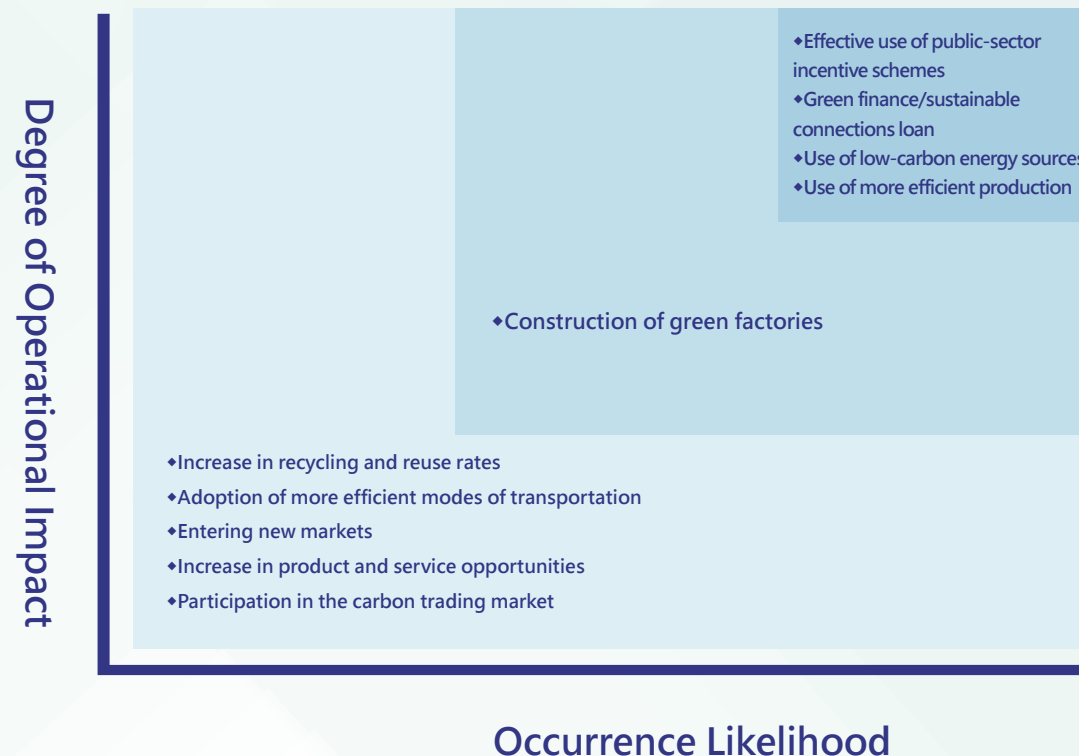 Degree of Operational Impact
◆Effective use of public-sector
incentive schemes
◆Green finance/sustainable
connections loan
◆Use of low-carbon energy sources
◆Use of more efficient production
◆Construction of green factories
◆Increase in recycling and reuse rates
◆Adoption of more efficient modes of transportation
◆Entering new markets
◆Increase in product and service opportunities
◆Participation in the carbon trading market
Occurrence Likelihood